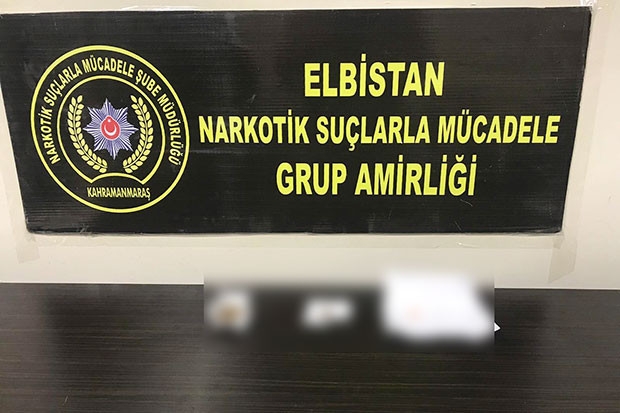 NARKOTİK SUÇLARLA MÜCADELE ŞUBE MÜDÜRLÜĞÜ
KAHRAMANMARAŞ
ELBİSTAN
NARKOTİK SUÇLARLA MÜCADELE
GRUP AMİRLİĞİ